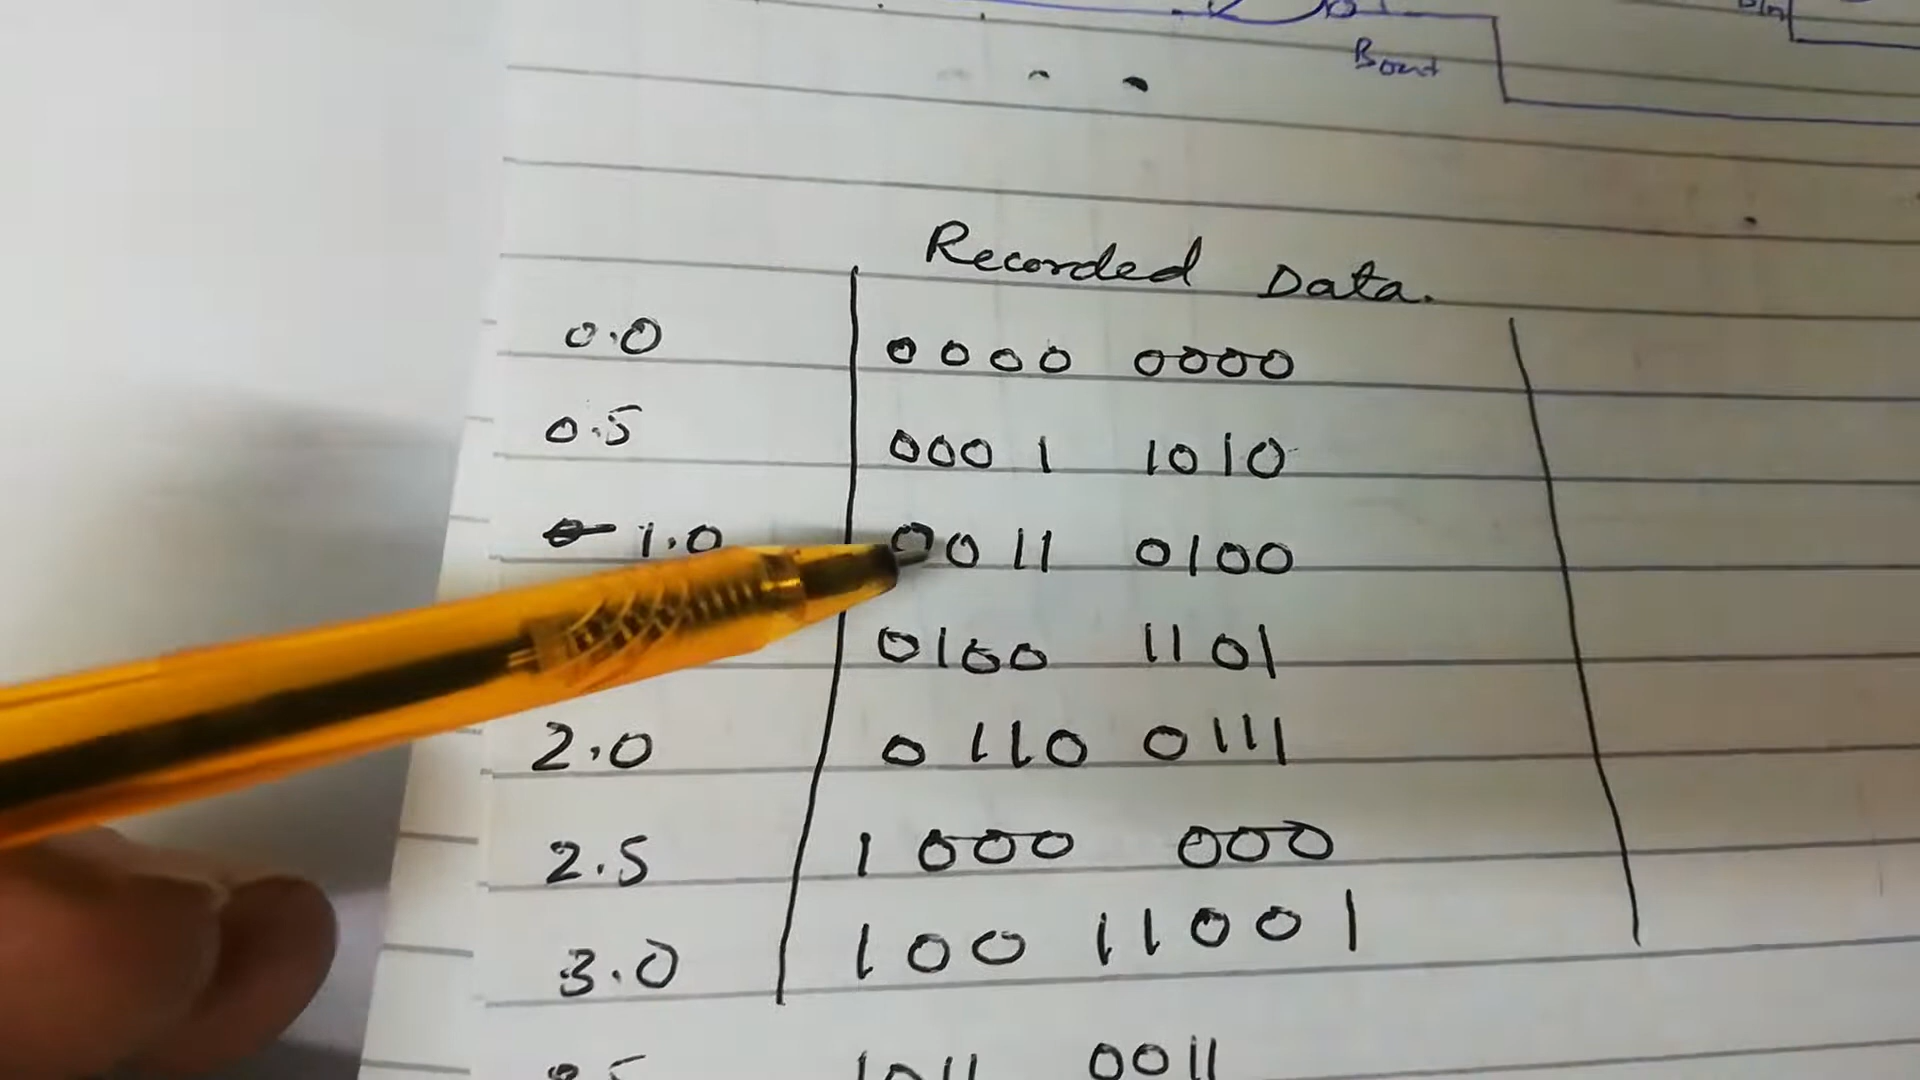 Bout
Recorded Data.
0.0 0000 0000
0.5 0001 1010
1.0 0011 0100
0100 1101
2.0 0110 0111
2.5 1000 000
3.0 100 11001
1011 0011